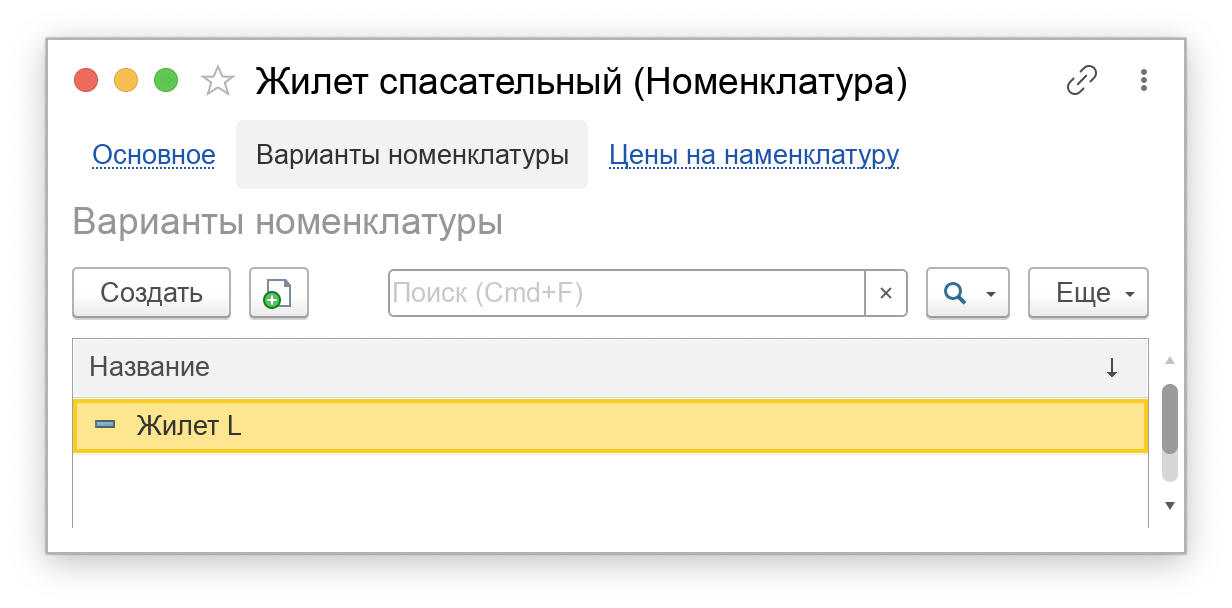 Жилет спасательный (Номенклатура)
Основное Варианты номенклатуры Цены на наменклатуру
Варианты номенклатуры
Создать Поиск (Cmd+F) × Еще
Название ↓
Жилет L